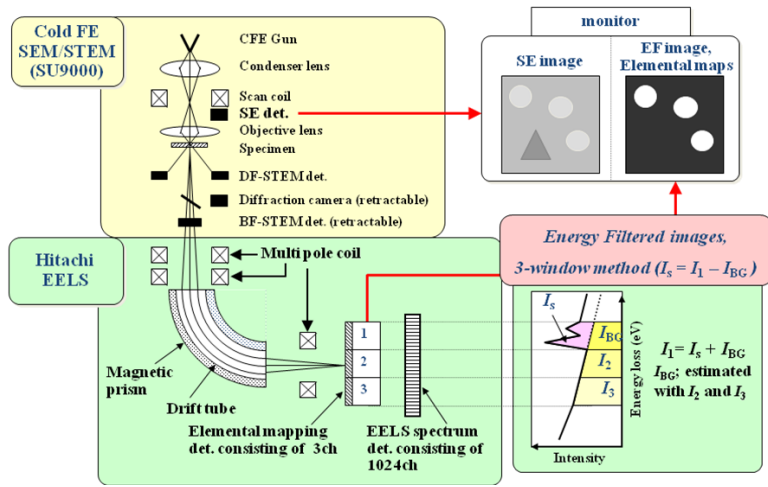 Cold FE
SEM/STEM
(SU9000)
CFE Gun
Condenser lens
Scan coil
SE det.
Objective lens
Specimen
DF-STEM det.
Diffraction camera (retractable)
BF-STEM det. (retractable)
monitor
SE image
EF image,
Elemental maps
Hitachi
EELS
Multi pole coil
Magnetic
prism
Drift tube
1
2
3
Elemental mapping
det. consisting of 3ch
EELS spectrum
det. consisting of
1024ch
Energy Filtered images,
3-window method (Is = I1 – IBG )
Is
IBG
I2
I3
Energy loss (eV)
Intensity
I1= Is + IBG
IBG; estimated
with I2 and I3